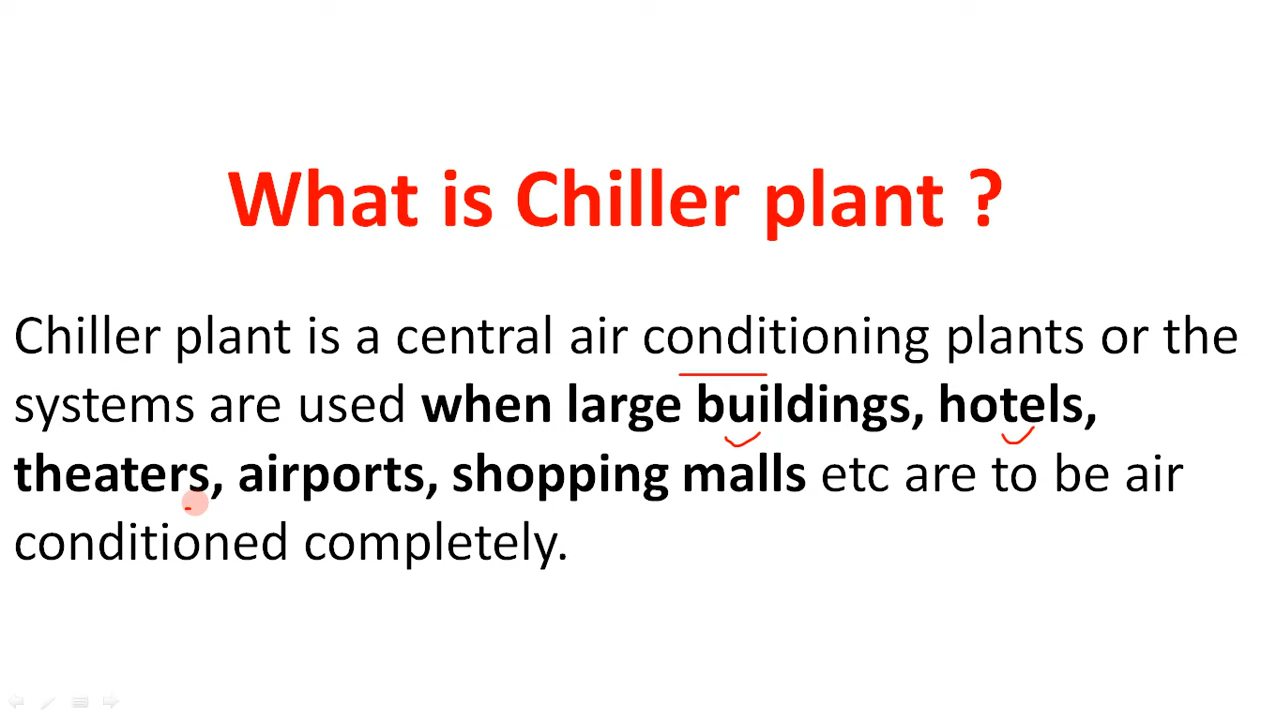 What is Chiller plant ?
Chiller plant is a central air conditioning plants or the
systems are used when large buildings, hotels,
theaters, airports, shopping malls etc are to be air
conditioned completely.